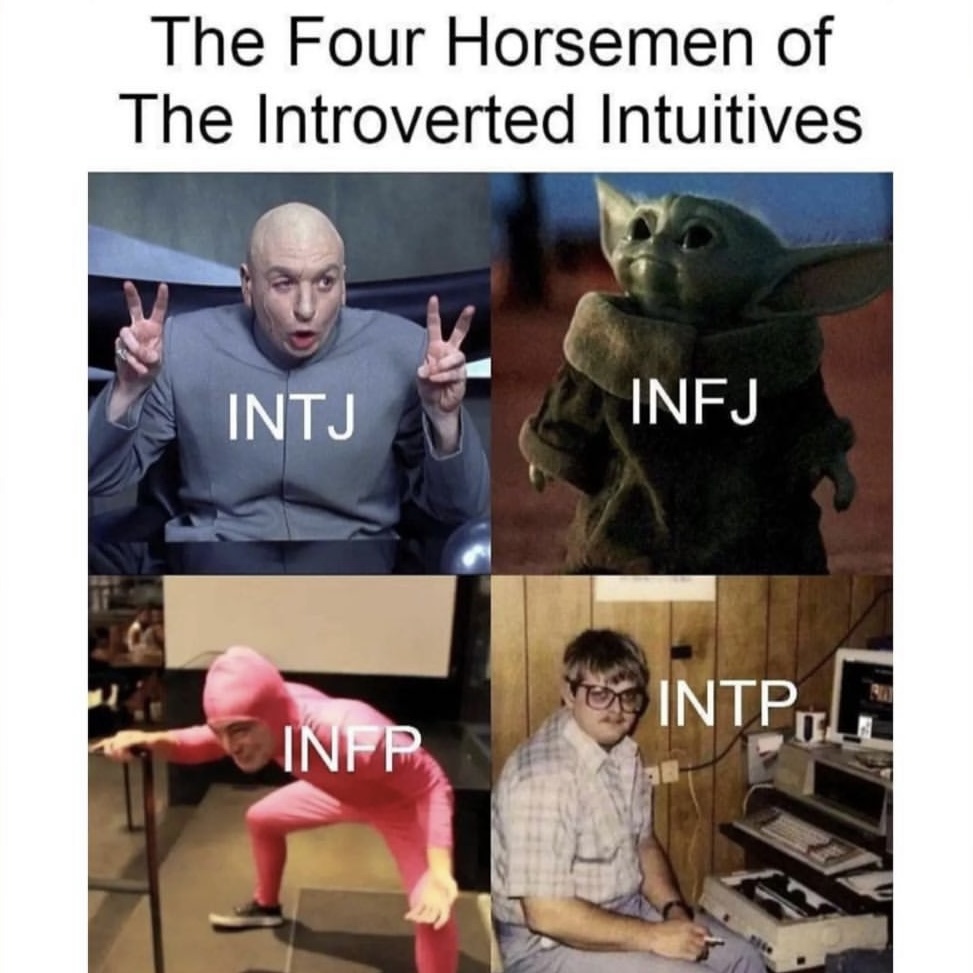 The Four Horsemen of
The Introverted Intuitives
INTJ
INFJ
INFP
INTP